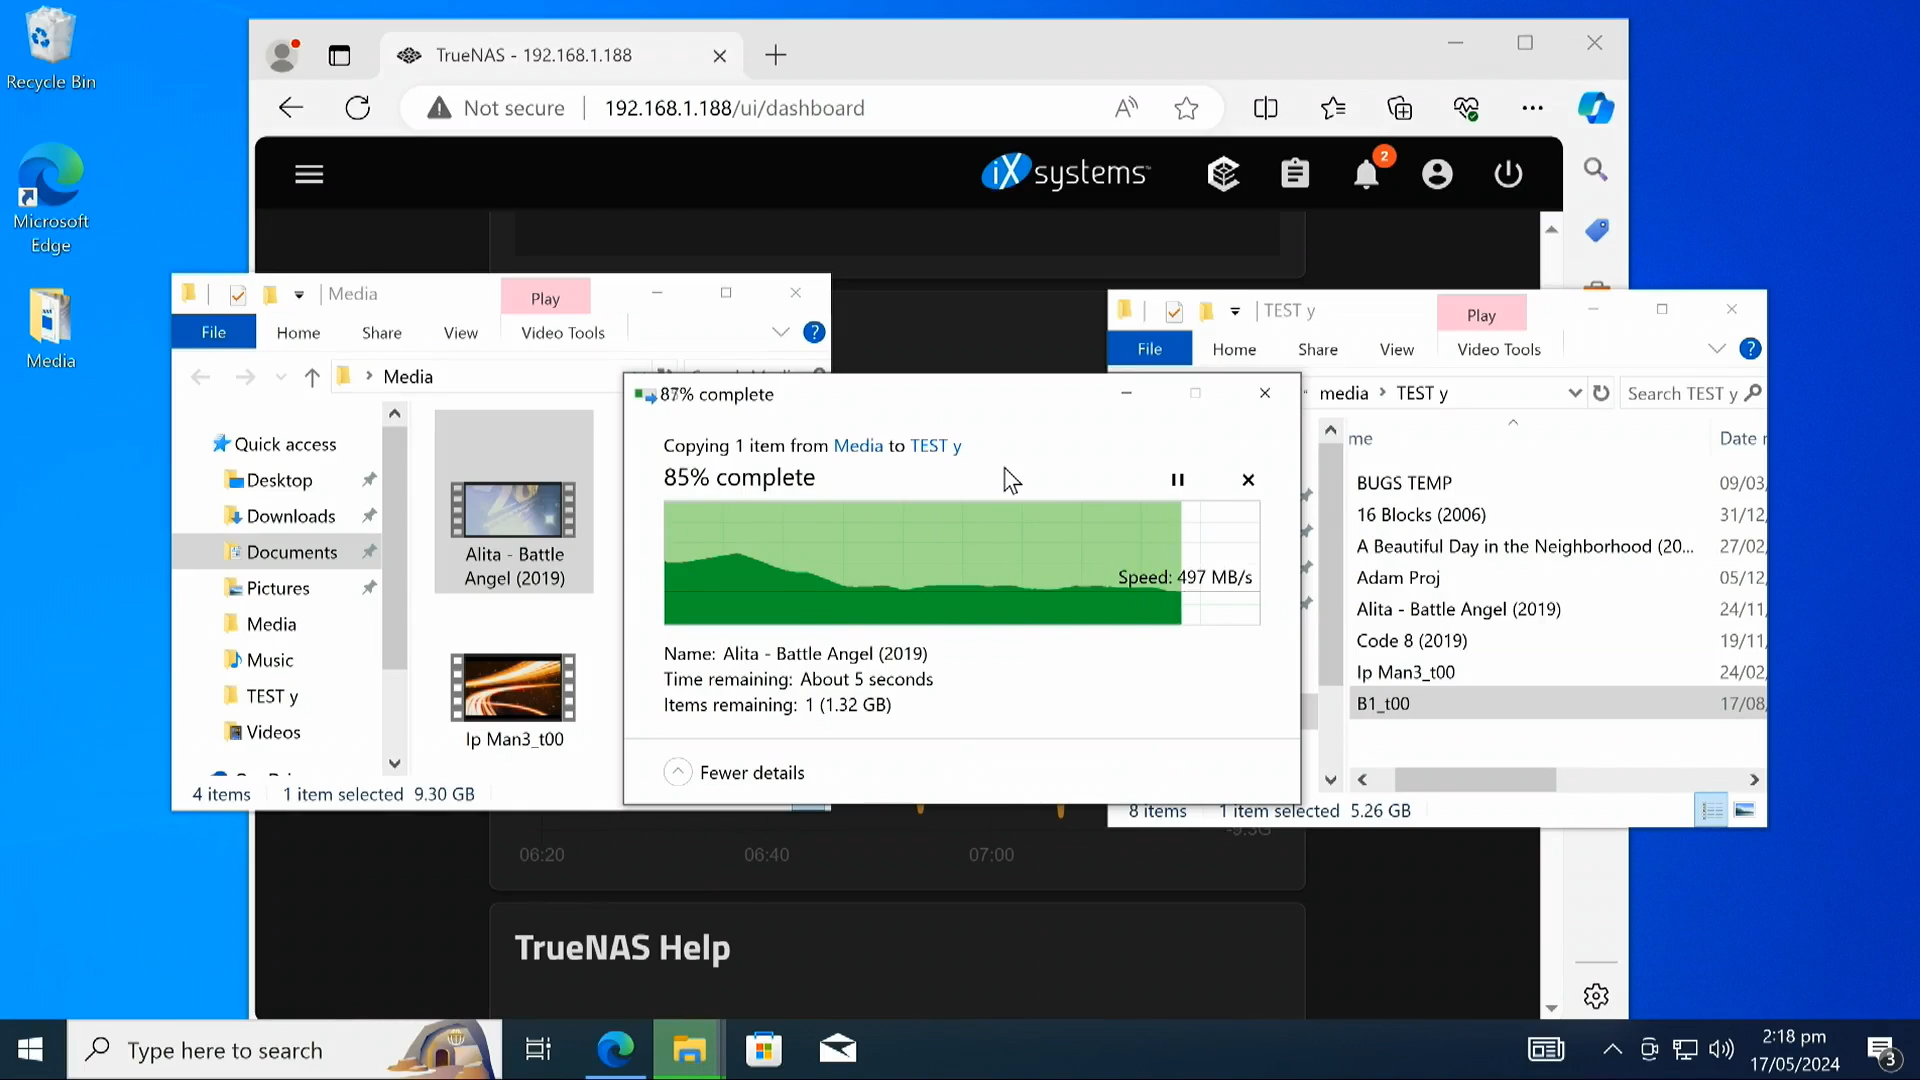 Recycle Bin
Microsoft
Edge
Media
TrueNAS - 192.168.1.188
Not secure
192.168.1.188/ui/dashboard
iX systems
2
Media
Play
File
Home
Share
View
Video Tools
Media
Quick access
Desktop
Downloads
Documents
Pictures
Media
Music
TEST y
Videos
Alita - Battle
Angel (2019)
Ip Man3_t00
4 items
1 item selected 9.30 GB
87% complete
Copying 1 item from Media to TEST y
85% complete
Speed: 497 MB/s
Name: Alita - Battle Angel (2019)
Time remaining: About 5 seconds
Items remaining: 1 (1.32 GB)
Fewer details
TEST y
Play
File
Home
Share
View
Video Tools
media
TEST y
Search TEST y
me
Date
BUGS TEMP
09/03
16 Blocks (2006)
31/12
A Beautiful Day in the Neighborhood (20...
27/02
Adam Proj
05/12
Alita - Battle Angel (2019)
24/11
Code 8 (2019)
19/11
Ip Man3_t00
24/02
B1_t00
17/08
8 items
1 item selected 5.26 GB
06:20
06:40
07:00
TrueNAS Help
Type here to search
2:18 pm
17/05/2024
3